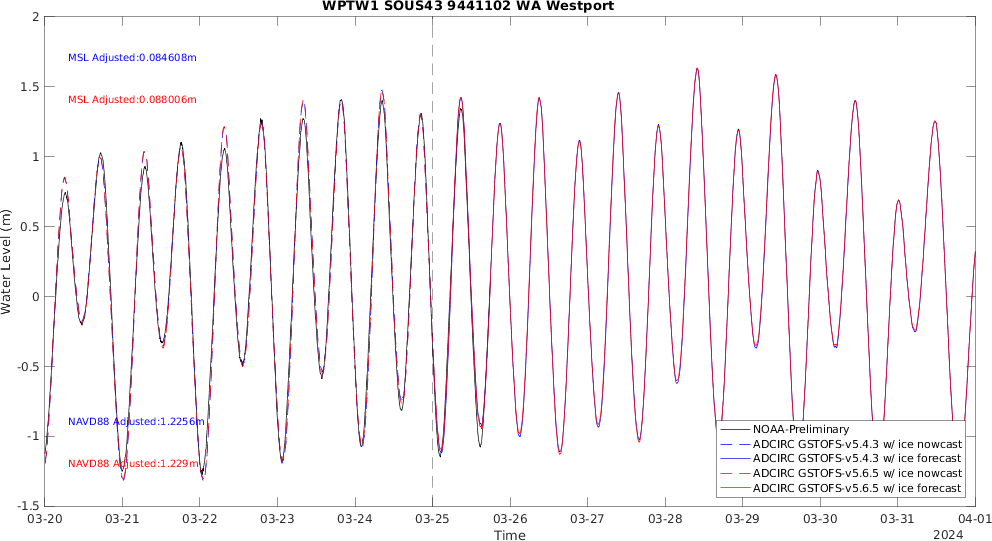 WPTW1 SOUS43 9441102 WA Westport
2
1.5
1
0.5
0
-0.5
-1
-1.5
Water Level (m)
MSL Adjusted:0.084608m
MSL Adjusted:0.088006m
NAVD88 Adjusted:1.2256m
NAVD88 Adjusted:1.229m
NOAA-Preliminary
ADCIRC GSTOFS-v5.4.3 w/ ice nowcast
ADCIRC GSTOFS-v5.4.3 w/ ice forecast
ADCIRC GSTOFS-v5.6.5 w/ ice nowcast
ADCIRC GSTOFS-v5.6.5 w/ ice forecast
03-20 03-21 03-22 03-23 03-24 03-25 03-26 03-27 03-28 03-29 03-30 03-31 04-01
Time
2024